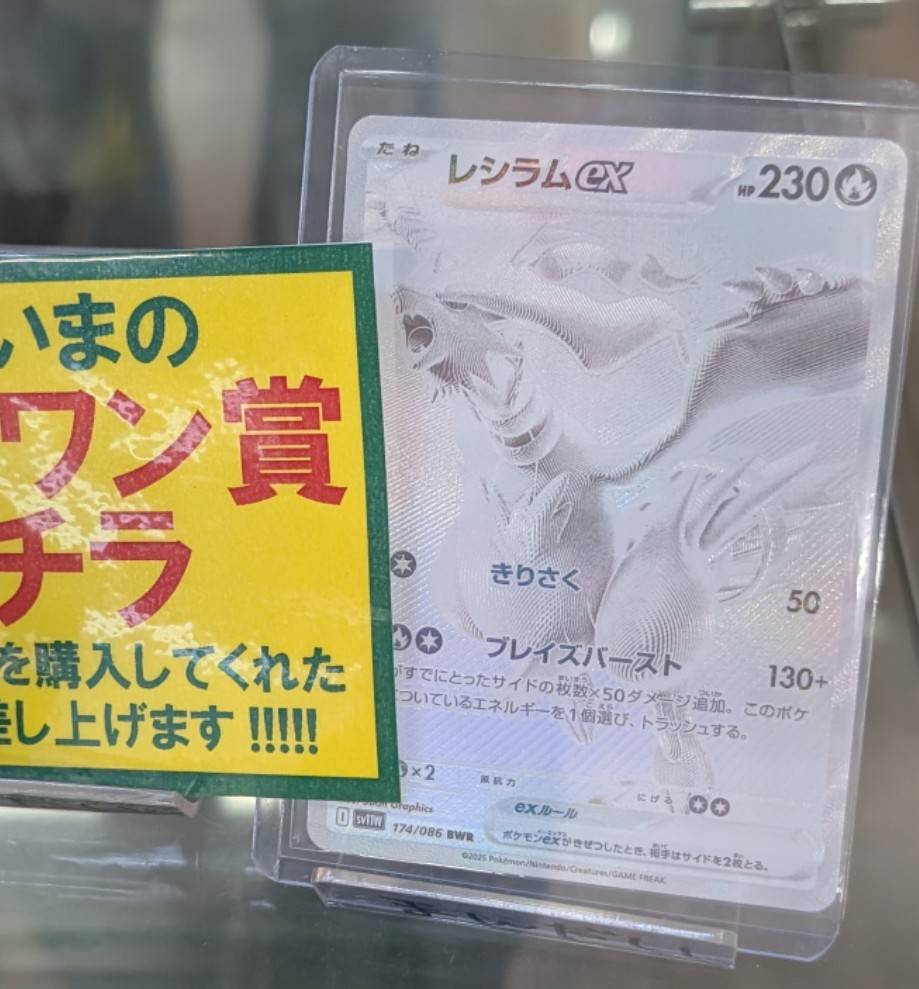 いまの
ワン賞
チラ
を購入してくれた
差し上げます!!!!!
たね
レシラムex
HP230
きりさく
50
ブレイズバースト
130+
がすでにとったサイドの枚数×50ダメージ追加。このポケ
についているエネルギーを1個選び、トラッシュする。
×2
抵抗力
にげる
Graphics
exルール
I sv11W 174/086 BWR
ポケモンexがきぜつしたとき、相手はサイドを2枚とる。
©2025 Pokémon/Nintendo/Creatures/GAME FREAK.